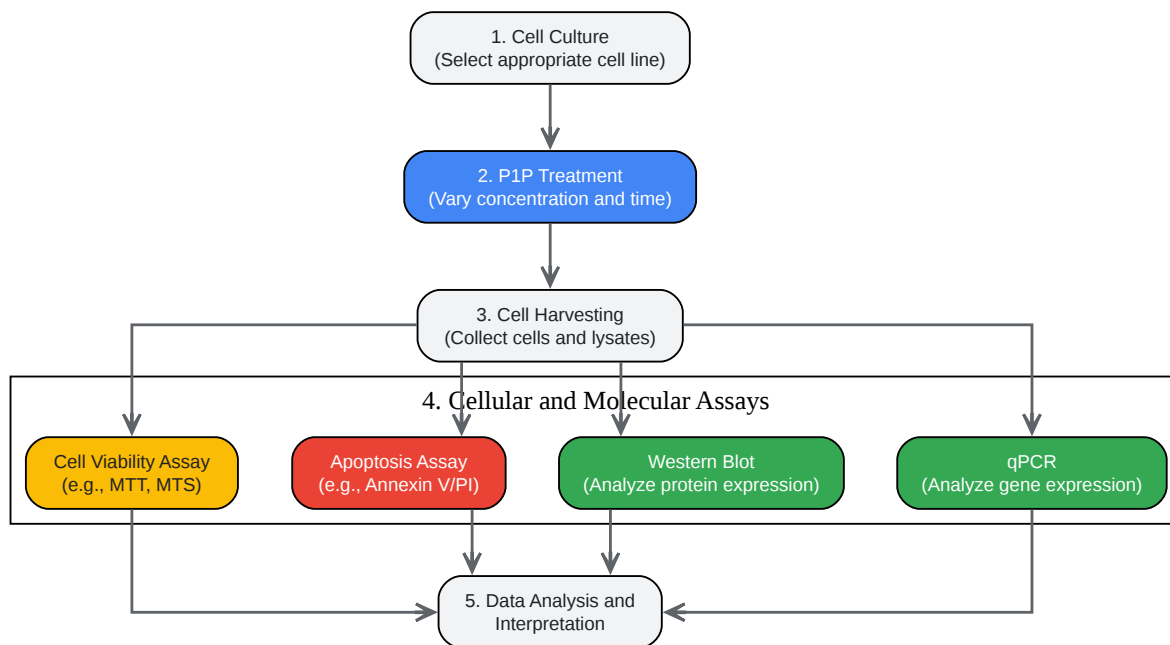 1. Cell Culture
(Select appropriate cell line)
2. P1P Treatment
(Vary concentration and time)
3. Cell Harvesting
(Collect cells and lysates)
4. Cellular and Molecular Assays
Cell Viability Assay
(e.g., MTT, MTS)
Apoptosis Assay
(e.g., Annexin V/PI)
Western Blot
(Analyze protein expression)
qPCR
(Analyze gene expression)
5. Data Analysis and
Interpretation